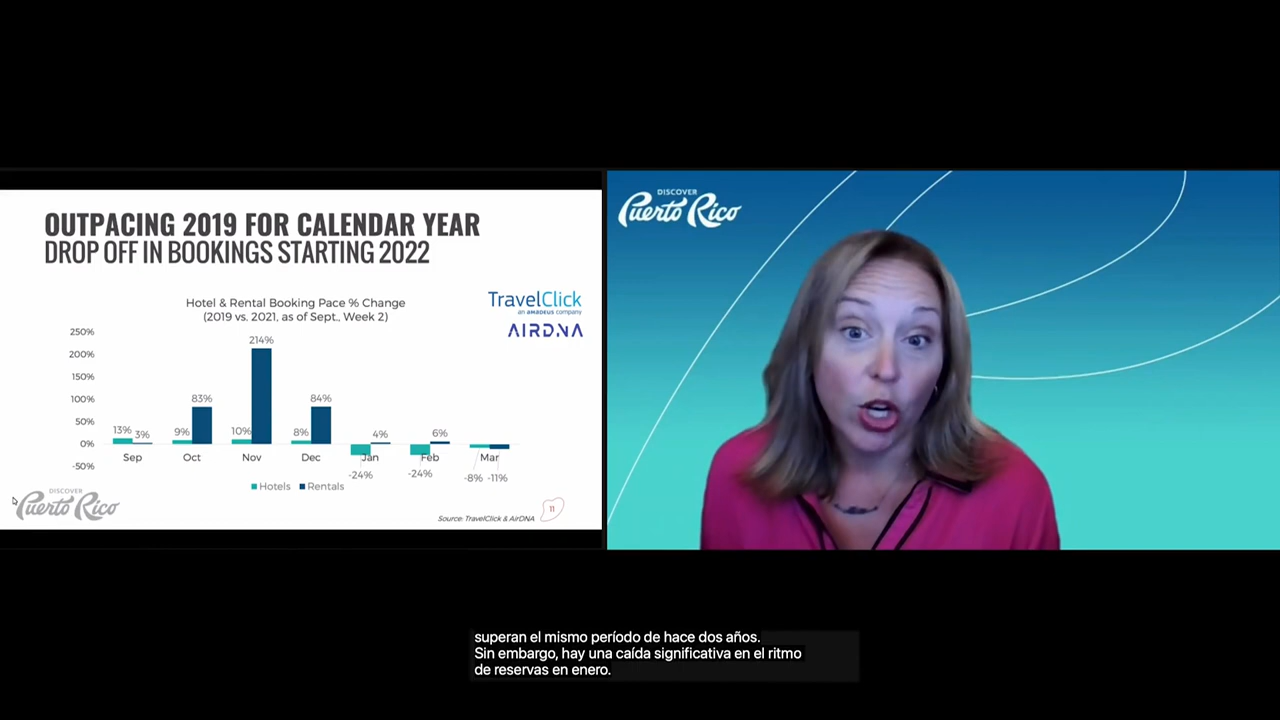 OUTPACING 2019 FOR CALENDAR YEAR
DROP OFF IN BOOKINGS STARTING 2022
Hotel & Rental Booking Pace % Change
(2019 vs. 2021, as of Sept., Week 2)
TravelClick
an AMADEUS company
AIRDNA
250%
200%
150%
100%
50%
0%
-50%
13%
3%
9%
83%
10%
214%
8%
84%
-24%
4%
-24%
6%
-8%
-11%
Sep
Oct
Nov
Dec
Jan
Feb
Mar
Hotels
Rentals
DISCOVER
Puerto Rico
Source: TravelClick & AirDNA
11
DISCOVER
Puerto Rico
superan el mismo período de hace dos años.
Sin embargo, hay una caída significativa en el ritmo
de reservas en enero.